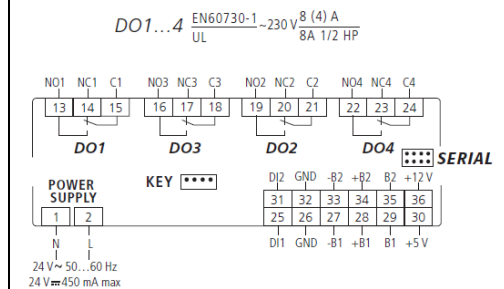 DO1...4 EN60730-1 ~230 V 8 (4) A
UL 8A 1/2 HP
NO1 NC1 C1 NO3 NC3 C3 NO2 NC2 C2 NO4 NC4 C4
13 14 15 16 17 18 19 20 21 22 23 24
DO1 DO3 DO2 DO4
SERIAL
KEY
POWER
SUPPLY
DI2 GND -B2 +B2 B2 +12 V
31 32 33 34 35 36
1 2 25 26 27 28 29 30
N L DI1 GND -B1 +B1 B1 +5 V
24 V~ 50...60 Hz
24 V⎓450 mA max